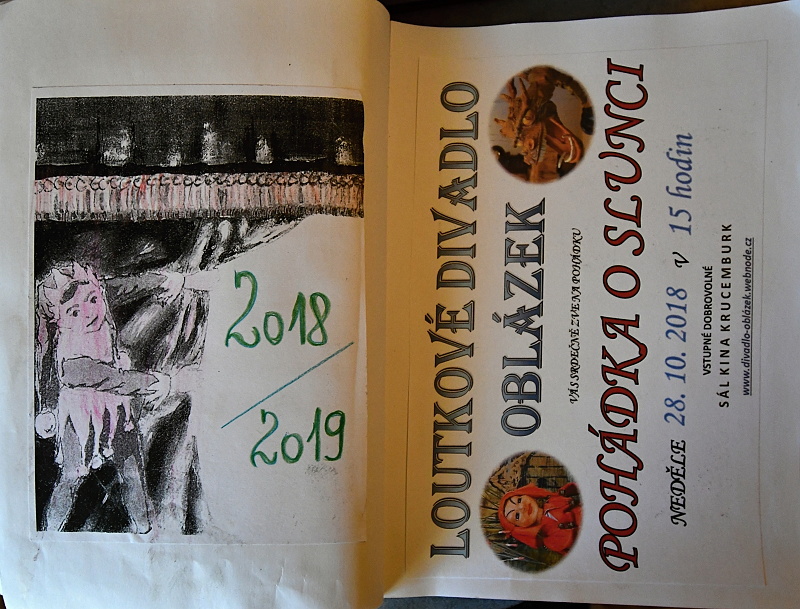 2018
2019
LOUTKOVÉ DIVADLO
OBLÁZEK
VÁS SRDEČNĚ ZVE NA POHÁDKU
POHÁDKA O SLUNCI
NEDĚLE 28. 10. 2018 V 15 hodin
VSTUPNÉ DOBROVOLNÉ
SÁL KINA KRUCEMBURK
www.divadlo-oblázek.webnode.cz